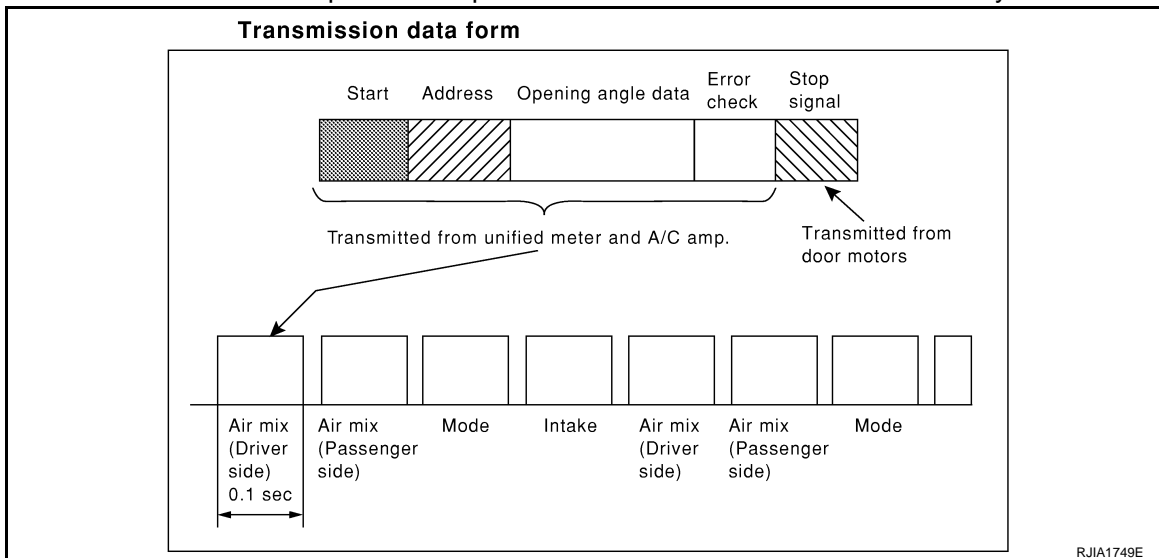 Transmission data form
Start Address Opening angle data Error check Stop signal
Transmitted from unified meter and A/C amp.
Transmitted from door motors
Air mix (Driver side) 0.1 sec
Air mix (Passenger side)
Mode
Intake
Air mix (Driver side)
Air mix (Passenger side)
Mode
RJIA1749E